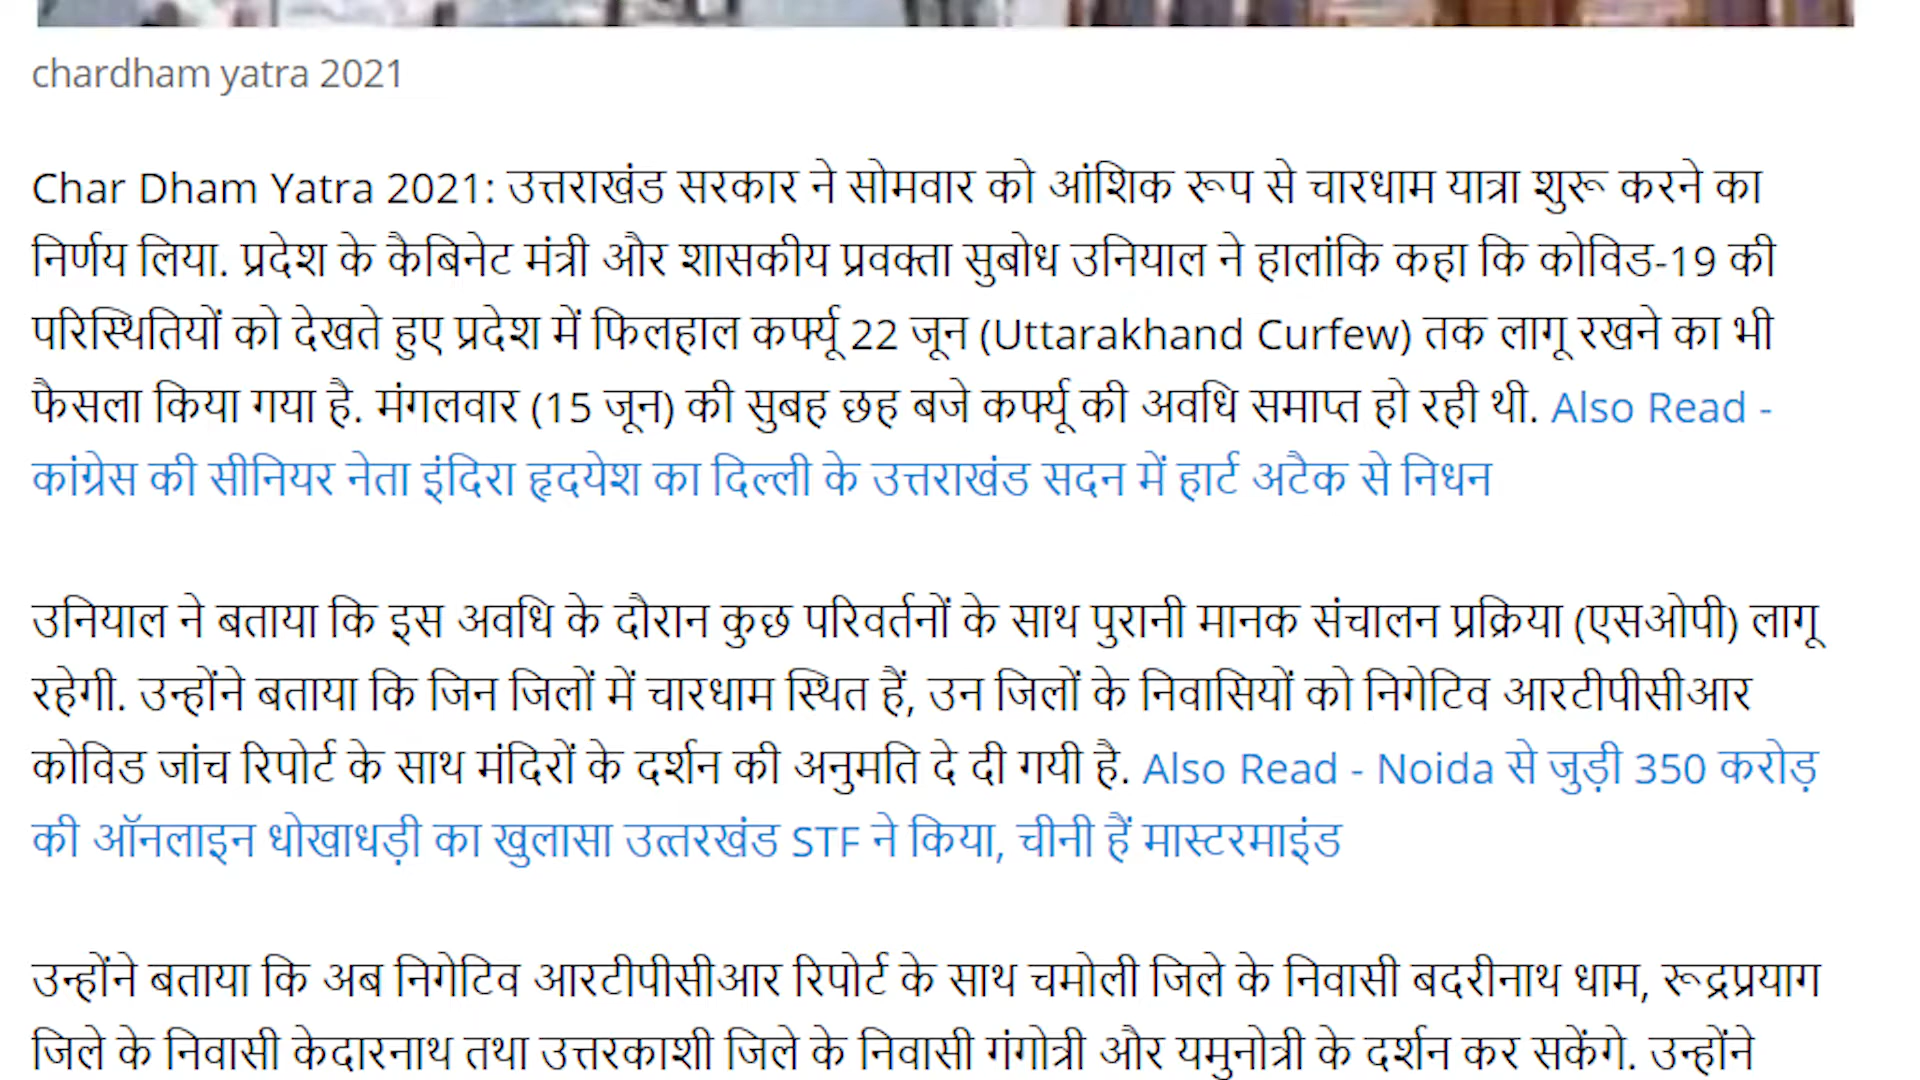 chardham yatra 2021
Char Dham Yatra 2021: उत्तराखंड सरकार ने सोमवार को आंशिक रूप से चारधाम यात्रा शुरू करने का
निर्णय लिया. प्रदेश के कैबिनेट मंत्री और शासकीय प्रवक्ता सुबोध उनियाल ने हालांकि कहा कि कोविड-19 की
परिस्थितियों को देखते हुए प्रदेश में फिलहाल कर्फ्यू 22 जून (Uttarakhand Curfew) तक लागू रखने का भी
फैसला किया गया है. मंगलवार (15 जून) की सुबह छह बजे कर्फ्यू की अवधि समाप्त हो रही थी. Also Read -
कांग्रेस की सीनियर नेता इंदिरा हृदयेश का दिल्ली के उत्तराखंड सदन में हार्ट अटैक से निधन
उनियाल ने बताया कि इस अवधि के दौरान कुछ परिवर्तनों के साथ पुरानी मानक संचालन प्रक्रिया (एसओपी) लागू
रहेगी. उन्होंने बताया कि जिन जिलों में चारधाम स्थित हैं, उन जिलों के निवासियों को निगेटिव आरटीपीसीआर
कोविड जांच रिपोर्ट के साथ मंदिरों के दर्शन की अनुमति दे दी गयी है. Also Read - Noida से जुड़ी 350 करोड़
की ऑनलाइन धोखाधड़ी का खुलासा उत्तरखंड STF ने किया, चीनी हैं मास्टरमाइंड
उन्होंने बताया कि अब निगेटिव आरटीपीसीआर रिपोर्ट के साथ चमोली जिले के निवासी बदरीनाथ धाम, रूद्रप्रयाग
जिले के निवासी केदारनाथ तथा उत्तरकाशी जिले के निवासी गंगोत्री और यमुनोत्री के दर्शन कर सकेंगे. उन्होंने